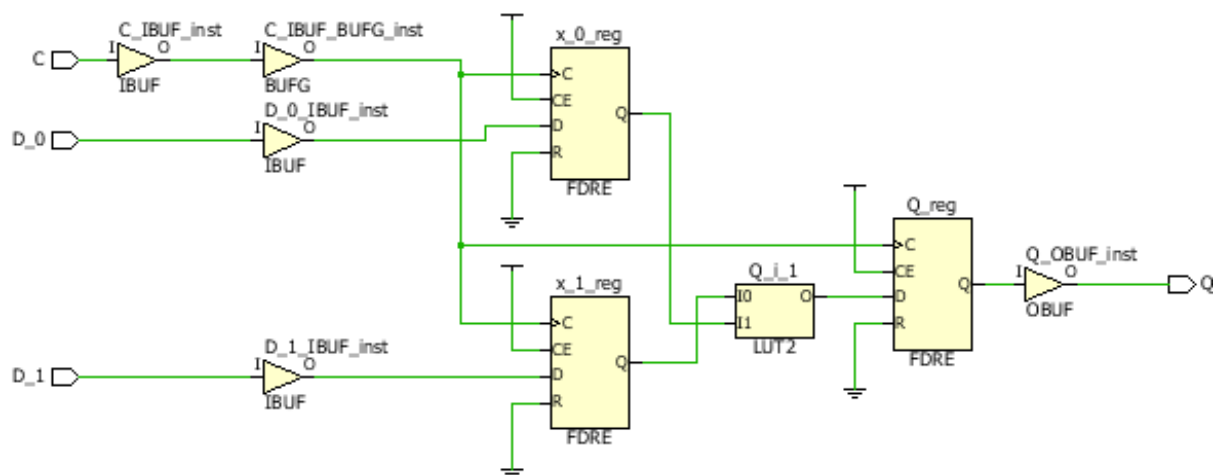 C_IBUF_inst
C_IBUF_BUFG_inst
x_0_reg
C
I
O
IBUF
I
O
BUFG
C
CE
D
R
Q
FDRE
D_0_IBUF_inst
D_0
I
O
IBUF
x_1_reg
C
CE
D
R
Q
FDRE
D_1_IBUF_inst
D_1
I
O
IBUF
Q_i_1
I0
I1
O
LUT2
Q_reg
C
CE
D
R
Q
FDRE
Q_OBUF_inst
I
O
OBUF
Q